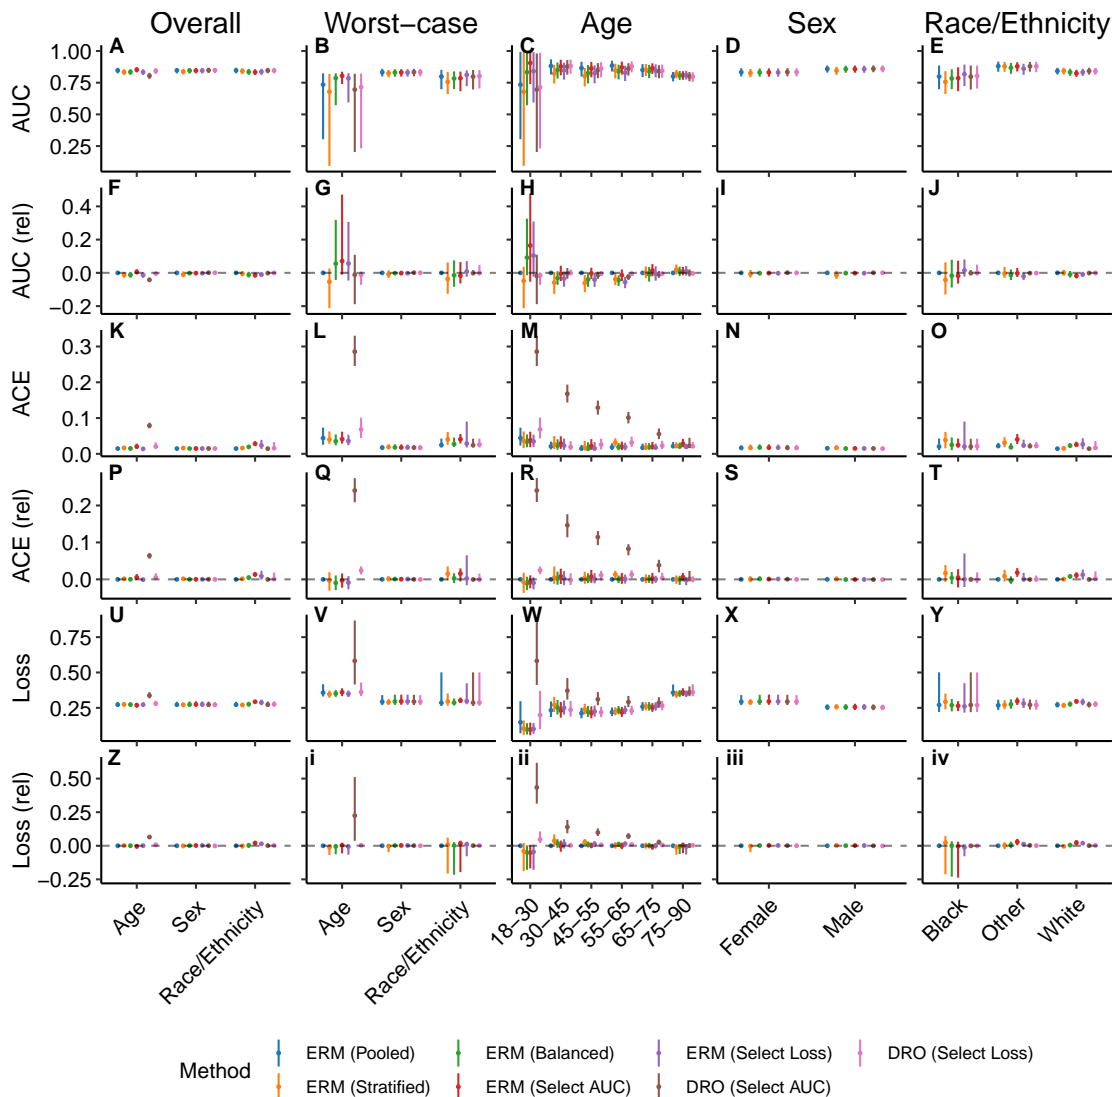 Overall Worst−case Age Sex Race/Ethnicity
A B C D E
AUC
1.00
0.75
0.50
0.25
F G H I J
AUC (rel)
0.4
0.2
0.0
−0.2
K L M N O
ACE
0.3
0.2
0.1
0.0
P Q R S T
ACE (rel)
0.2
0.1
0.0
U V W X Y
Loss
0.75
0.50
0.25
Z i ii iii iv
Loss (rel)
0.50
0.25
0.00
−0.25
Age Sex Race/Ethnicity Age Sex Race/Ethnicity 18−30 30−45 45−55 55−65 65−75 75−90 Female Male Black Other White
Method
ERM (Pooled) ERM (Balanced) ERM (Select Loss) DRO (Select Loss)
ERM (Stratified) ERM (Select AUC) DRO (Select AUC)